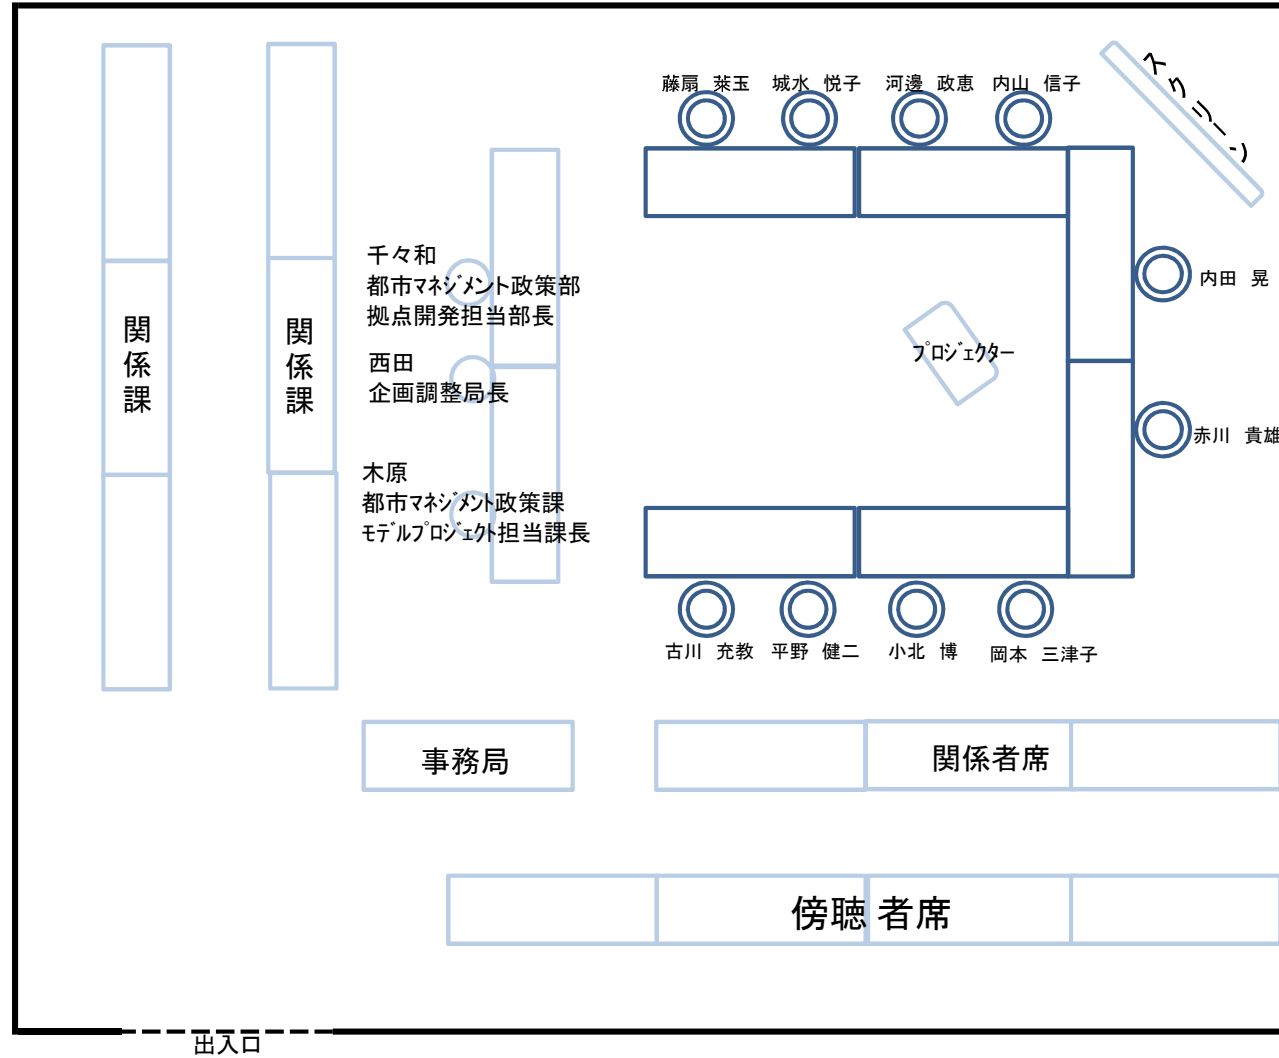 スクリーン
藤扇　萊玉　城水　悦子　河邊　政恵　内山　信子
千々和
都市ﾏﾈｼﾞﾒﾝﾄ政策部
拠点開発担当部長
内田　晃
関係課
関係課
ﾌﾟﾛｼﾞｪｸﾀｰ
西田
企画調整局長
赤川　貴雄
木原
都市ﾏﾈｼﾞﾒﾝﾄ政策課
ﾓﾃﾞﾙﾌﾟﾛｼﾞｪｸﾄ担当課長
古川　充教　平野　健二　小北　博　岡本　三津子
事務局
関係者席
傍聴者席
出入口